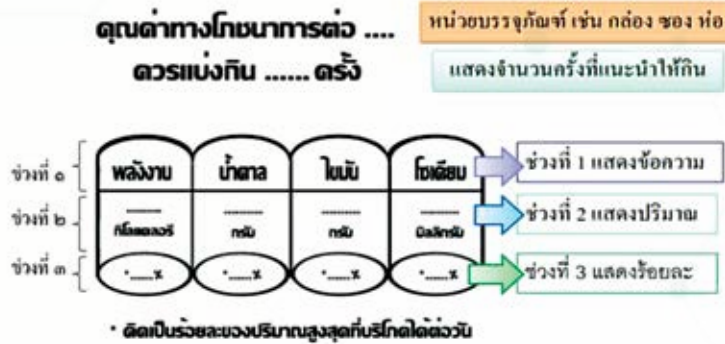 คุณค่าทางโภชนาการต่อ ....
ควรแบ่งกิน ...... ครั้ง
หน่วยบรรจุภัณฑ์ เช่น กล่อง ซอง ห่อ
แสดงจำนวนครั้งที่แนะนำให้กิน
ช่วงที่ ๑
พลังงาน
น้ำตาล
ไขมัน
โซเดียม
ช่วงที่ 1 แสดงข้อความ
ช่วงที่ ๒
.......... กิโลแคลอรี
.......... กรัม
.......... กรัม
.......... มิลลิกรัม
ช่วงที่ 2 แสดงปริมาณ
ช่วงที่ ๓
*......%
*......%
*......%
*......%
ช่วงที่ 3 แสดงร้อยละ
* คิดเป็นร้อยละของปริมาณสูงสุดที่บริโภคได้ต่อวัน